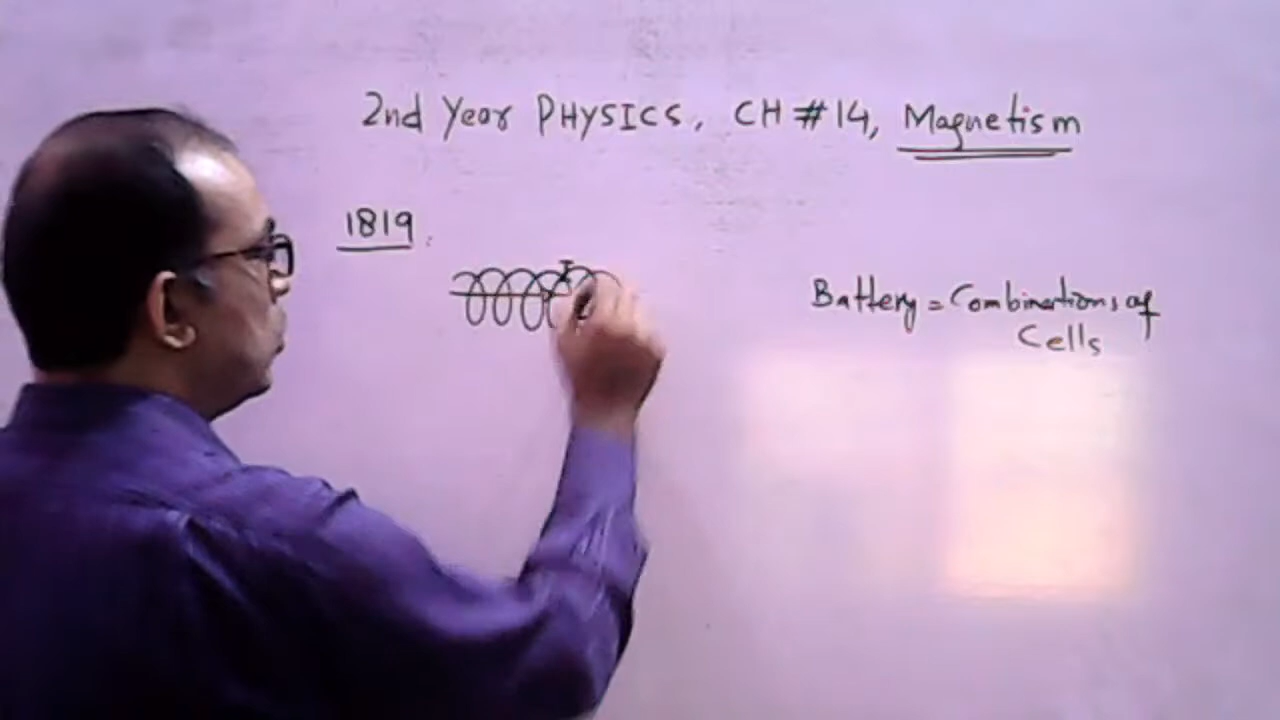 2nd Year PHYSICS, CH # 14, Magnetism
1819
I
Battery = Combinations of
Cells